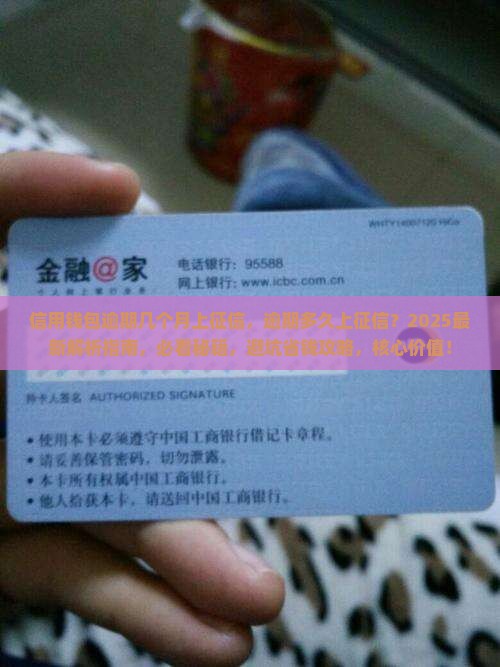 WHTY1400712G HiCo
金融@家
个人网上银行
电话银行：95588
网上银行：www.icbc.com.cn
信用钱包逾期几个月上征信，逾期多久上征信？2025最
新解析指南，必看秘籍，避坑省钱攻略，核心价值！
持卡人签名 AUTHORIZED SIGNATURE
•使用本卡必须遵守中国工商银行借记卡章程。
•请妥善保管密码，切勿泄露。
•本卡所有权属中国工商银行。
•他人拾获本卡，请送回中国工商银行。